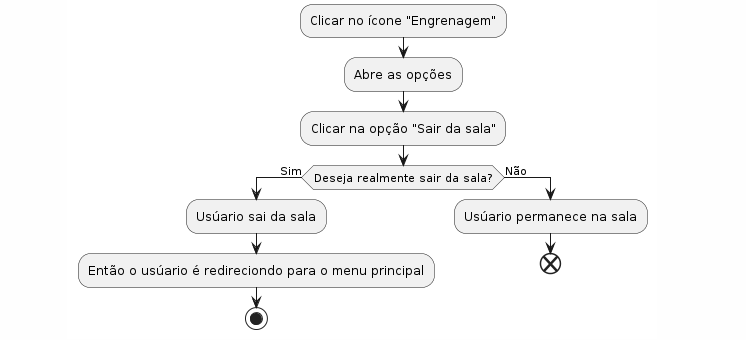 Clicar no ícone "Engrenagem"
Abre as opções
Clicar na opção "Sair da sala"
Deseja realmente sair da sala?
Sim
Não
Usúario sai da sala
Usúario permanece na sala
Então o usúario é redireciondo para o menu principal